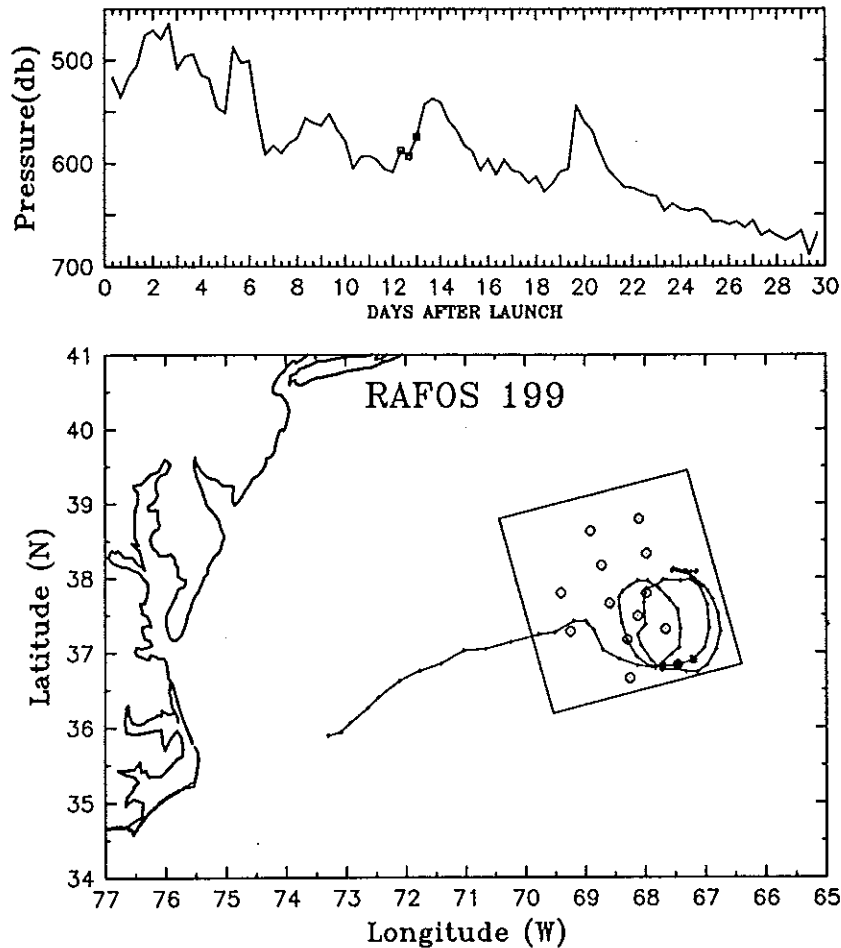 500
600
700
Pressure(db)
0 2 4 6 8 10 12 14 16 18 20 22 24 26 28 30
DAYS AFTER LAUNCH
RAFOS 199
41
40
39
38
37
36
35
34
Latitude (N)
77 76 75 74 73 72 71 70 69 68 67 66 65
Longitude (W)